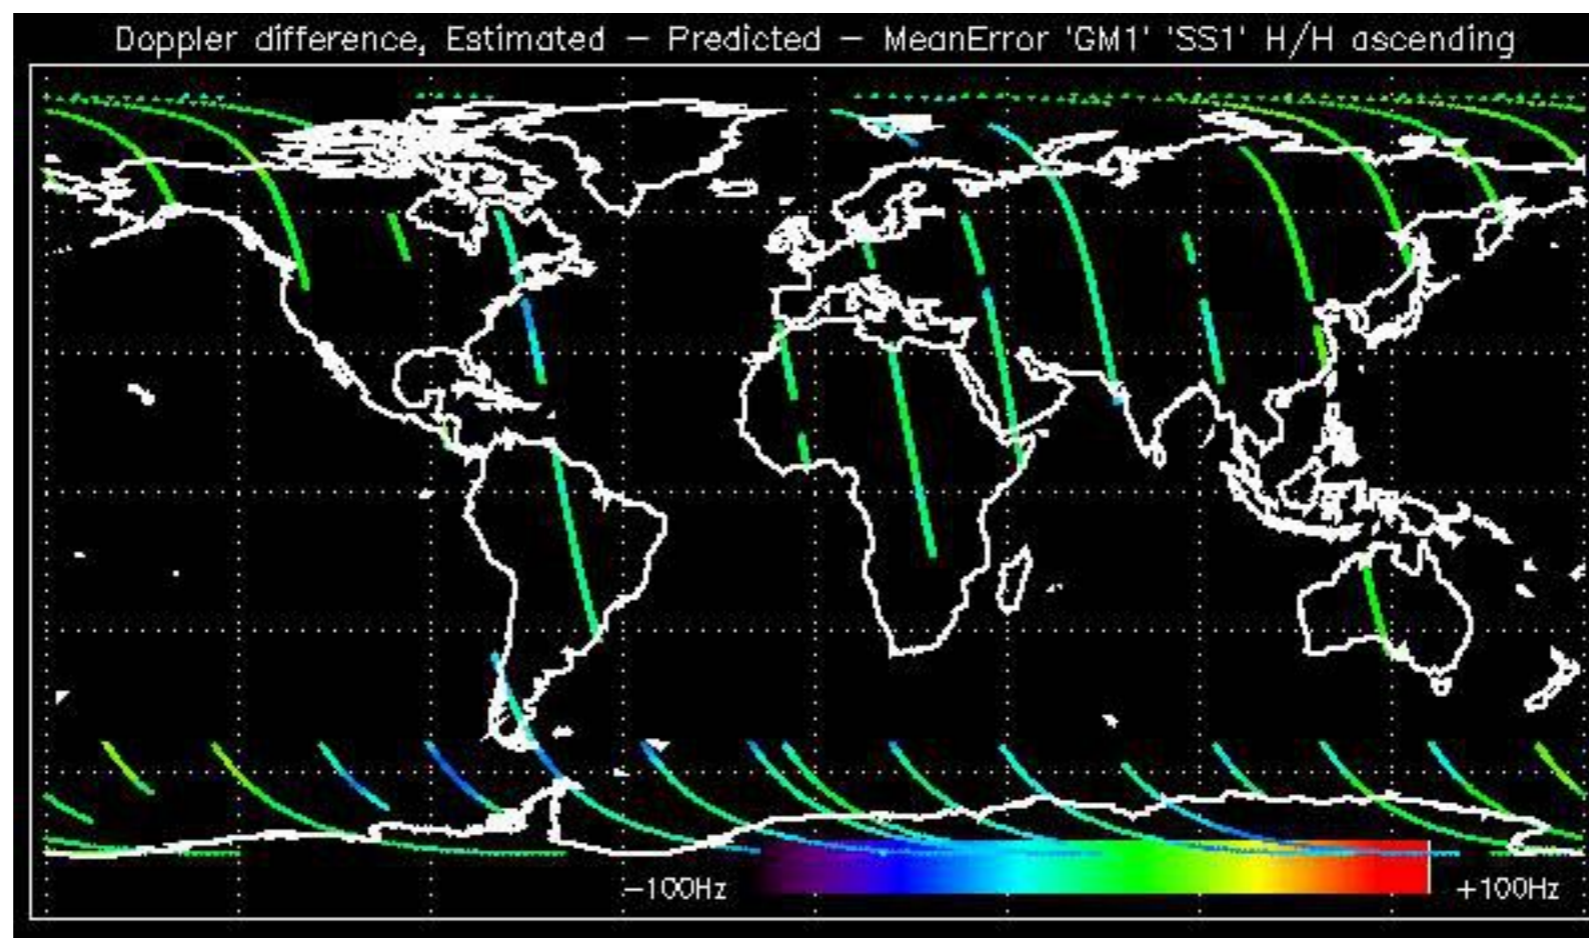 Doppler difference, Estimated – Predicted – MeanError 'GM1' 'SS1' H/H ascending
–100Hz
+100Hz